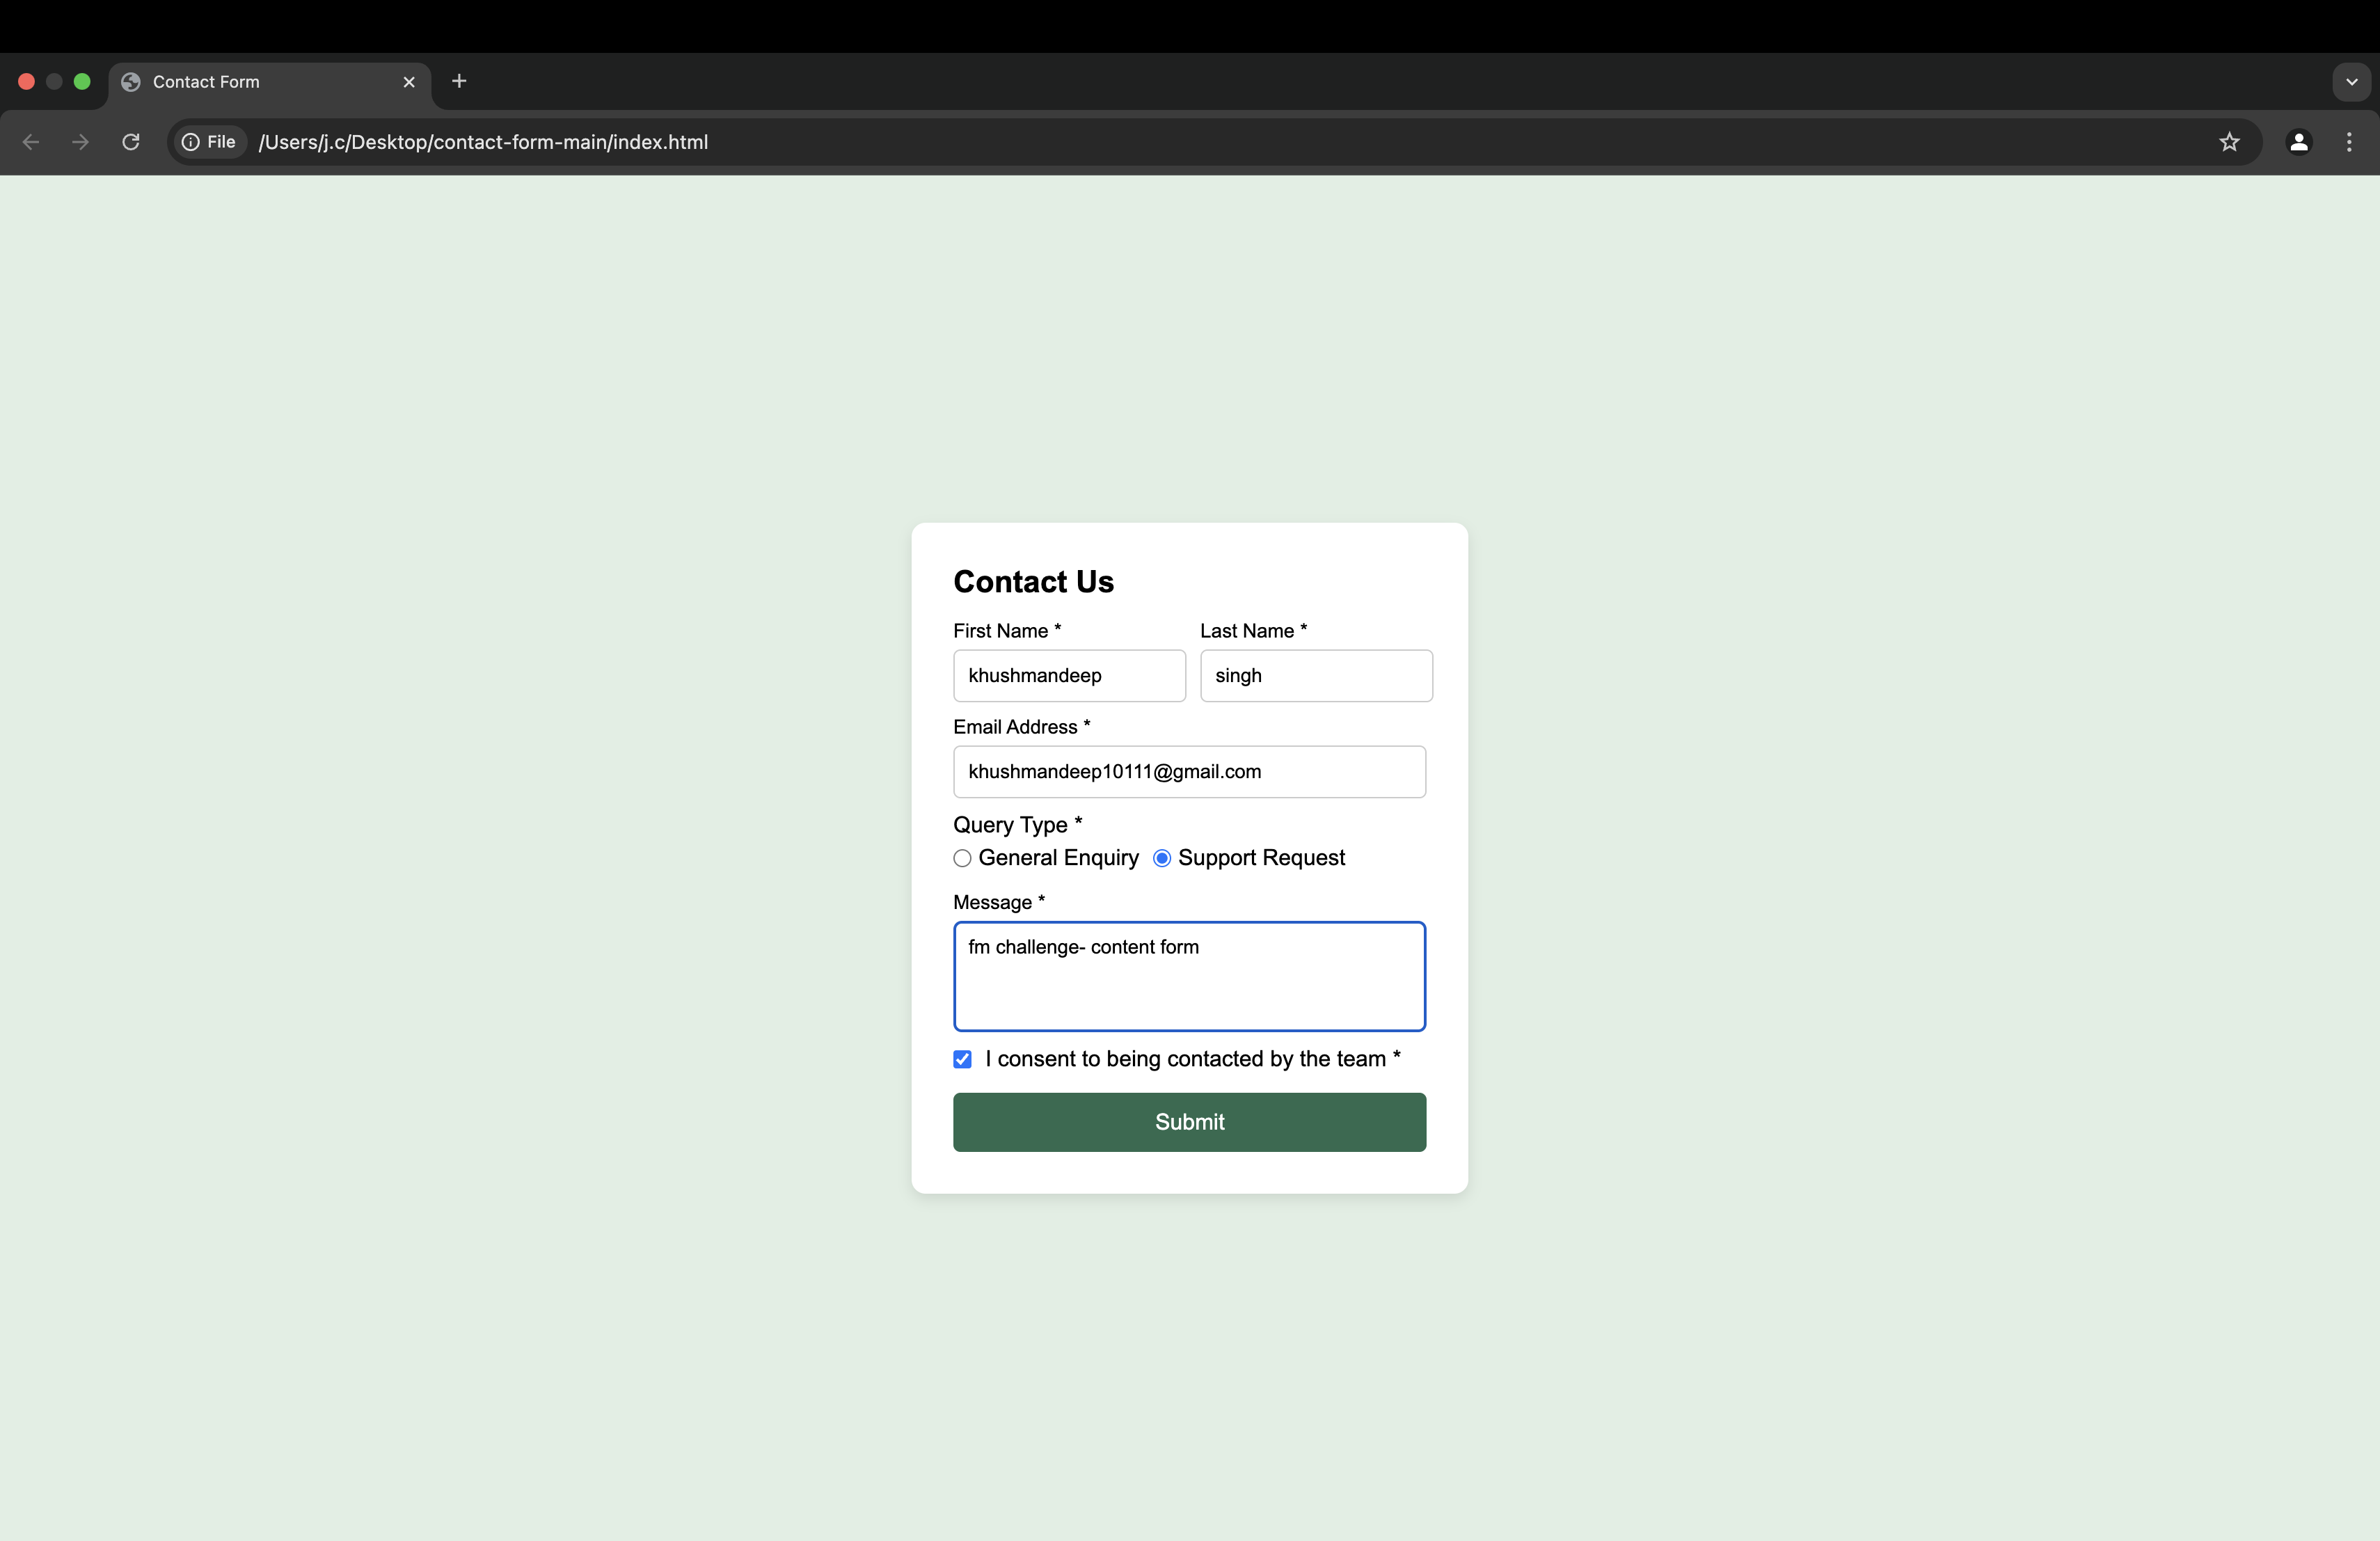 Contact Form
File /Users/j.c/Desktop/contact-form-main/index.html
Contact Us
First Name * Last Name *
khushmandeep singh
Email Address *
khushmandeep10111@gmail.com
Query Type *
General Enquiry Support Request
Message *
fm challenge- content form
I consent to being contacted by the team *
Submit